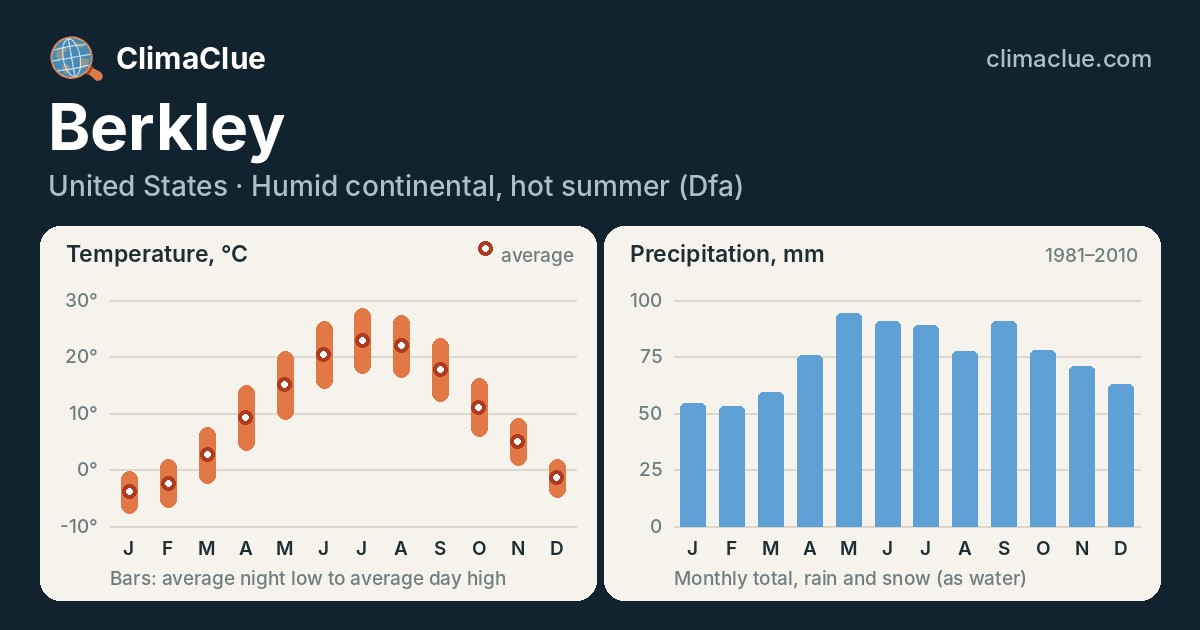 ClimaClue
climaclue.com
Berkley
United States · Humid continental, hot summer (Dfa)
Temperature, °C
average
30°
20°
10°
0°
-10°
J F M A M J J A S O N D
Bars: average night low to average day high
Precipitation, mm
1981–2010
100
75
50
25
0
J F M A M J J A S O N D
Monthly total, rain and snow (as water)